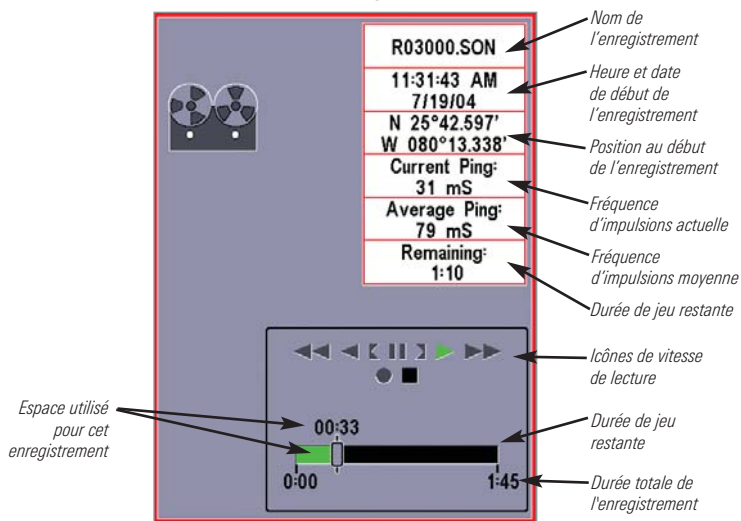 R03000.SON
11:31:43 AM
7/19/04
N 25°42.597'
W 080°13.338'
Current Ping:
31 mS
Average Ping:
79 mS
Remaining:
1:10
Nom de
l'enregistrement
Heure et date
de début de
l'enregistrement
Position au début
de l'enregistrement
Fréquence
d'impulsions actuelle
Fréquence
d'impulsions moyenne
Durée de jeu restante
Icônes de vitesse
de lecture
Espace utilisé
pour cet
enregistrement
00:33
0:00
1:45
Durée de jeu
restante
Durée totale de
l'enregistrement